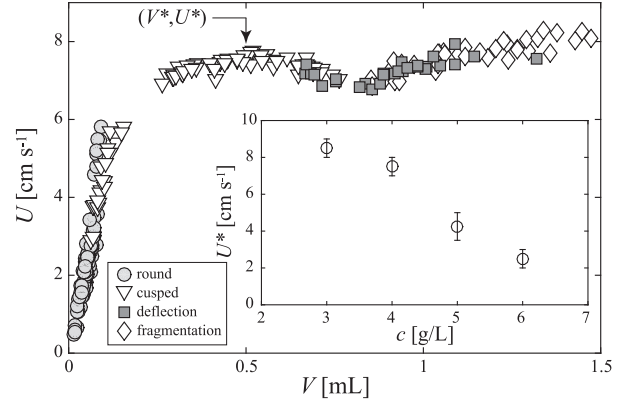 (V*,U*)
8
6
4
2
0
U [cm s⁻¹]
0
0.5
1
1.5
V [mL]
round
cusped
deflection
fragmentation
10
8
6
4
2
0
U* [cm s⁻¹]
2
3
4
5
6
7
c [g/L]